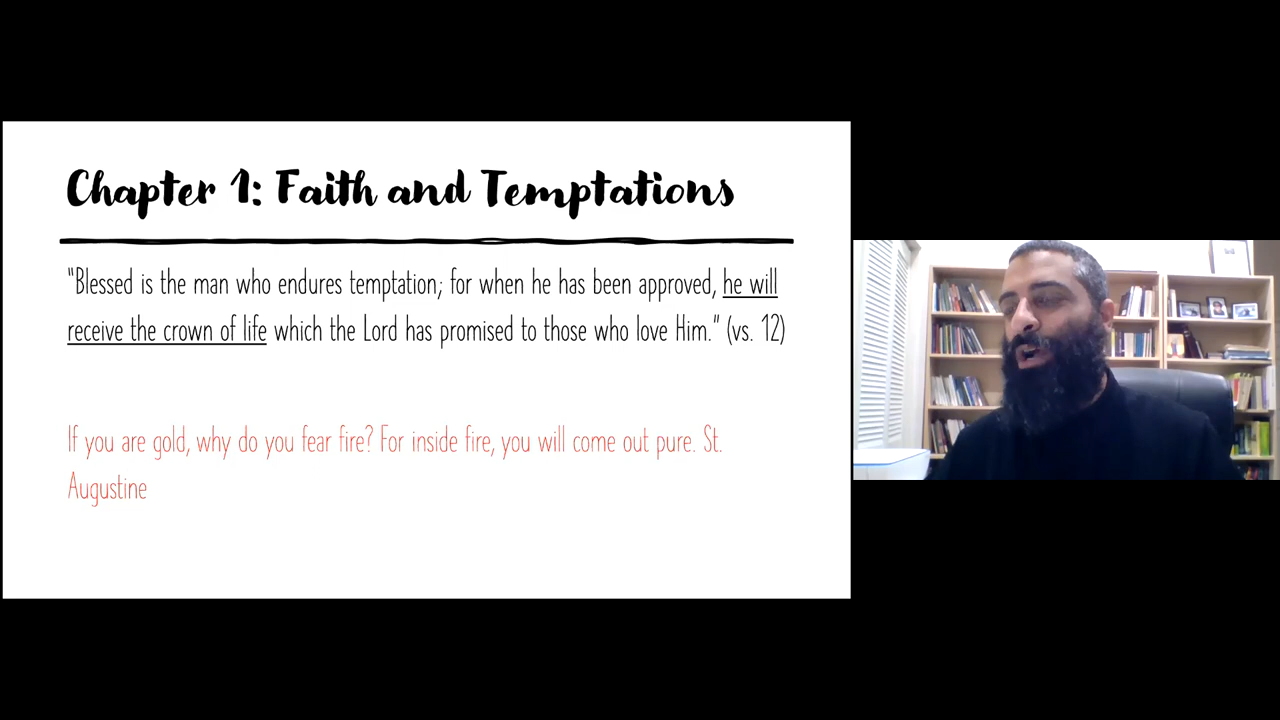 Chapter 1: Faith and Temptations
"Blessed is the man who endures temptation; for when he has been approved, he will
receive the crown of life which the Lord has promised to those who love Him." (vs. 12)
If you are gold, why do you fear fire? For inside fire, you will come out pure. St.
Augustine